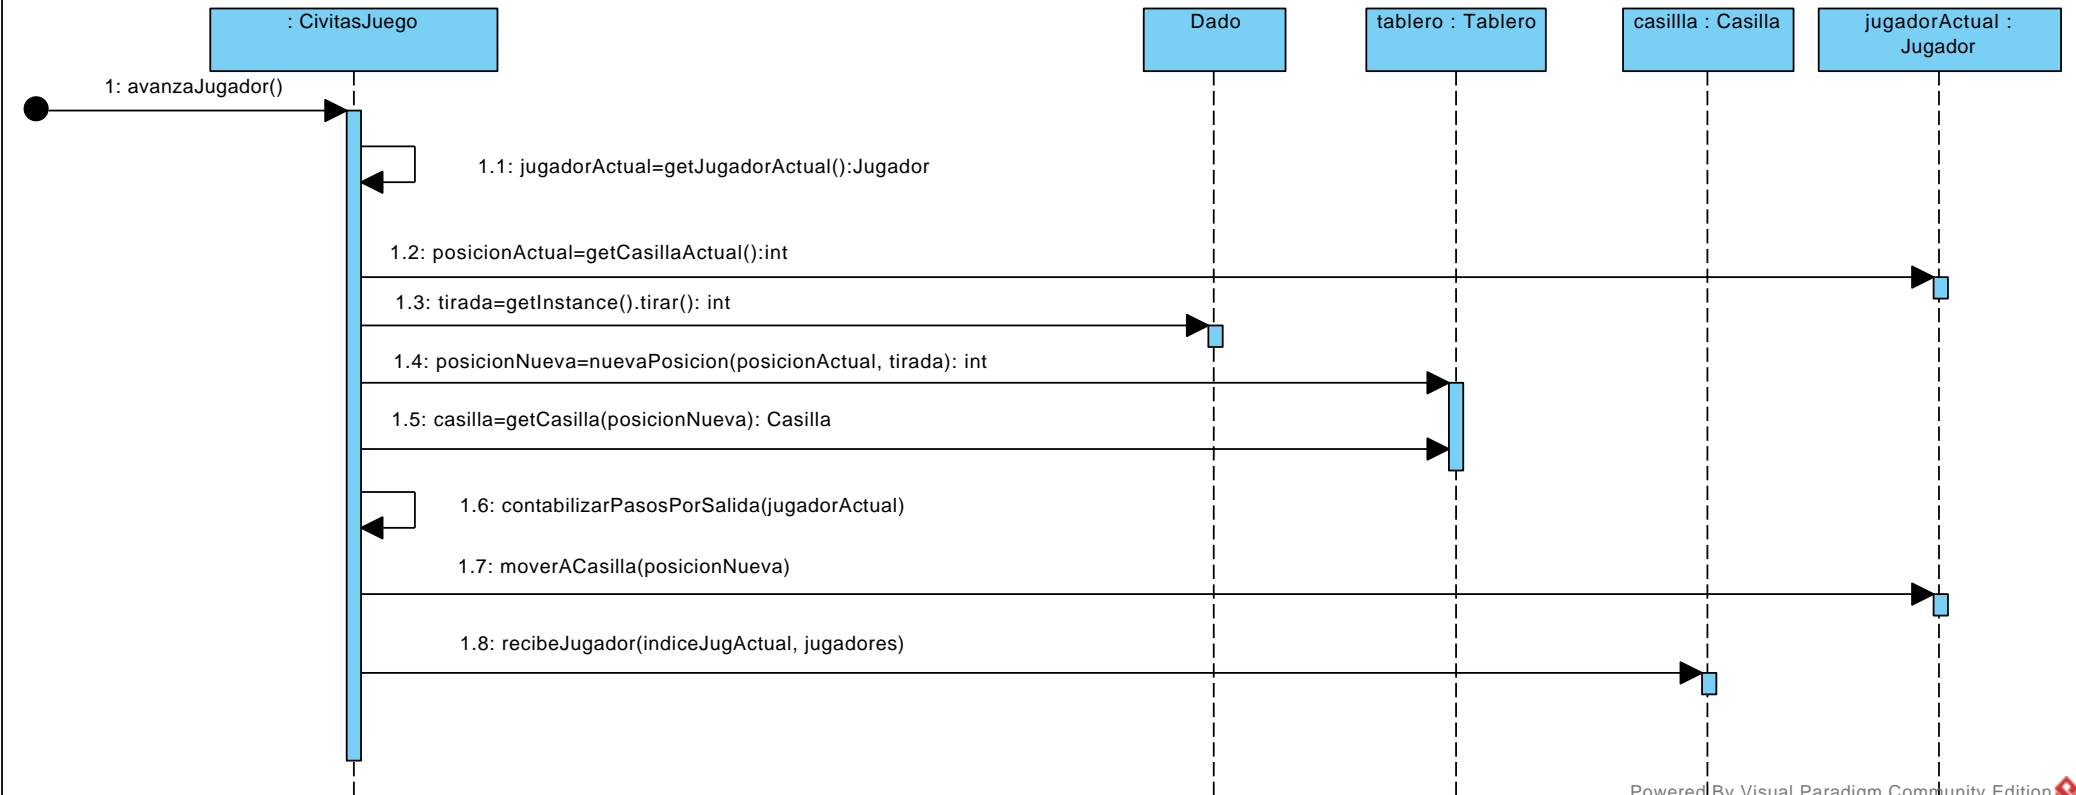 : CivitasJuego
Dado
tablero : Tablero
casillla : Casilla
jugadorActual :
Jugador
1: avanzaJugador()
1.1: jugadorActual=getJugadorActual():Jugador
1.2: posicionActual=getCasillaActual():int
1.3: tirada=getInstance().tirar(): int
1.4: posicionNueva=nuevaPosicion(posicionActual, tirada): int
1.5: casilla=getCasilla(posicionNueva): Casilla
1.6: contabilizarPasosPorSalida(jugadorActual)
1.7: moverACasilla(posicionNueva)
1.8: recibeJugador(indiceJugActual, jugadores)
Powered By Visual Paradigm Community Edition